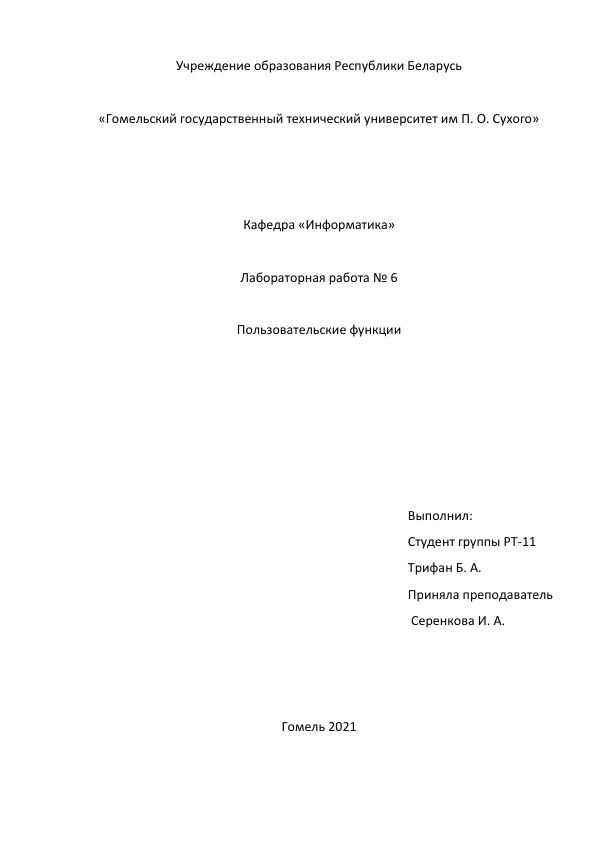 Учреждение образования Республики Беларусь
«Гомельский государственный технический университет им П. О. Сухого»
Кафедра «Информатика»
Лабораторная работа № 6
Пользовательские функции
Выполнил:
Студент группы РТ-11
Трифан Б. А.
Приняла преподаватель
Серенкова И. А.
Гомель 2021